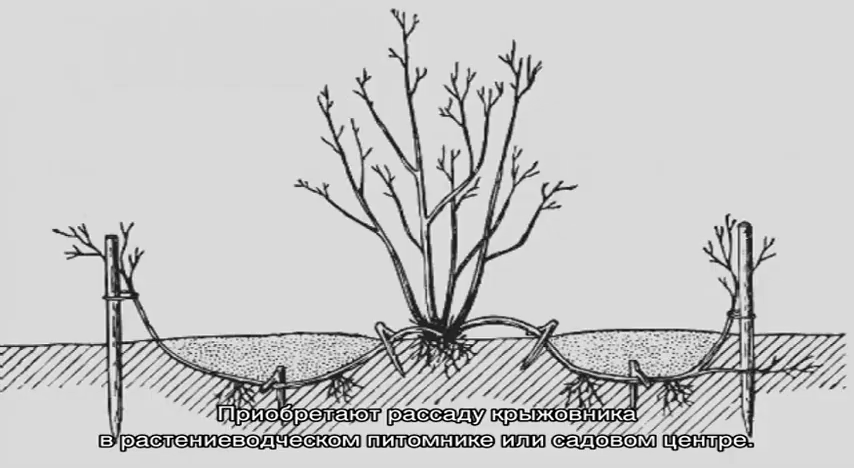 Приобретают рассаду крыжовника
в растениеводческом питомнике или садовом центре.